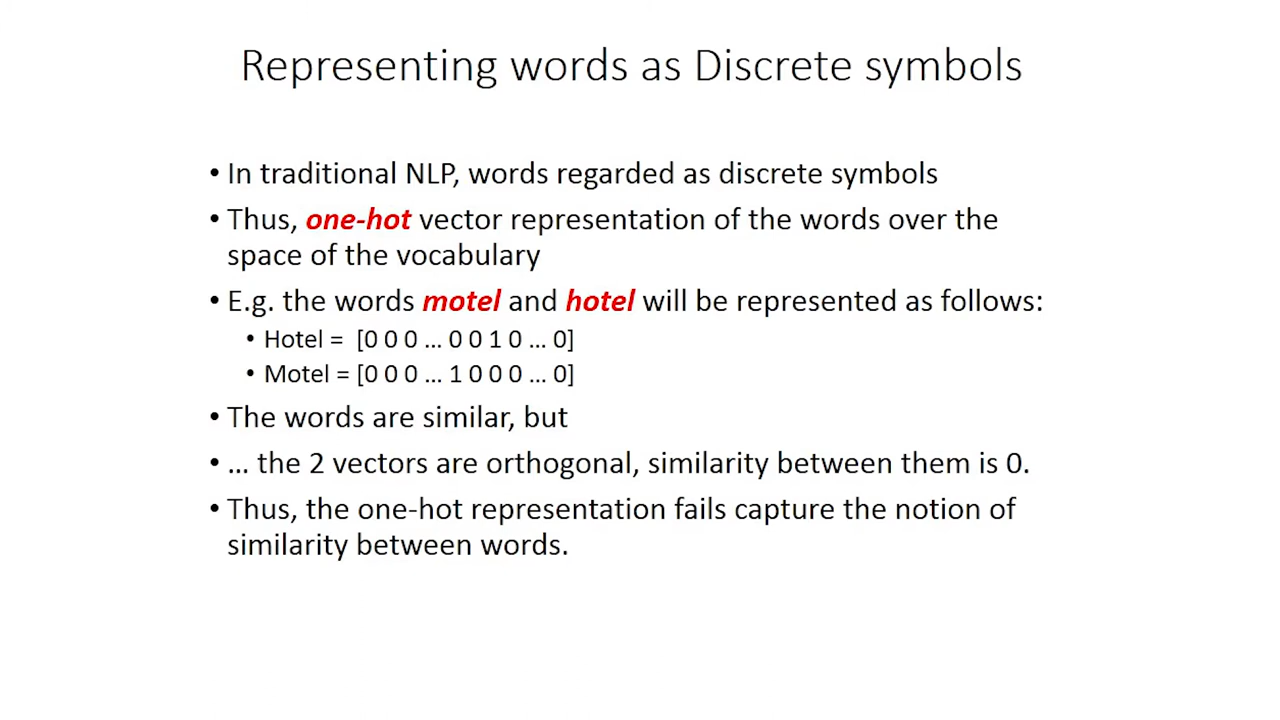 Representing words as Discrete symbols
• In traditional NLP, words regarded as discrete symbols
• Thus, one-hot vector representation of the words over the
space of the vocabulary
• E.g. the words motel and hotel will be represented as follows:
• Hotel = [0 0 0 … 0 0 1 0 … 0]
• Motel = [0 0 0 … 1 0 0 0 … 0]
• The words are similar, but
• … the 2 vectors are orthogonal, similarity between them is 0.
• Thus, the one-hot representation fails capture the notion of
similarity between words.